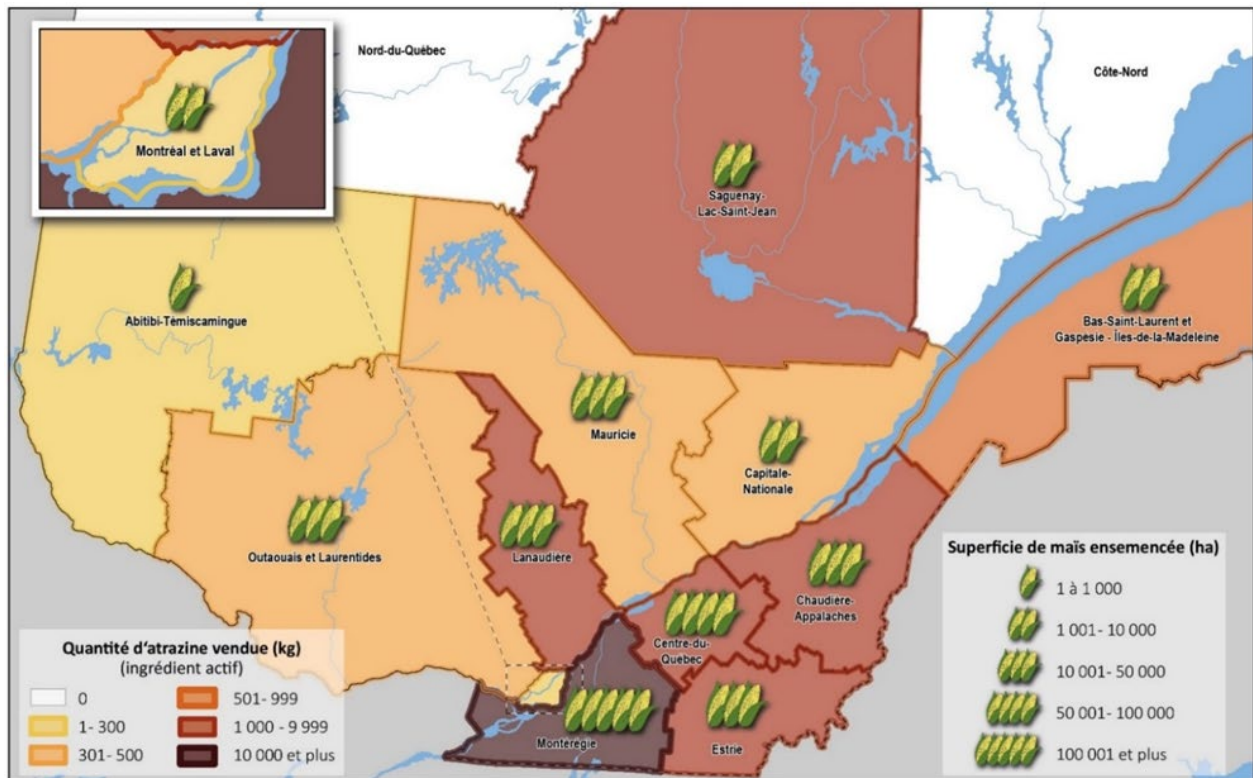 Nord-du-Québec
Côte-Nord
Montréal et Laval
Saguenay-
Lac-Saint-Jean
Abitibi-Témiscamingue
Bas-Saint-Laurent et
Gaspésie - Îles-de-la-Madeleine
Mauricie
Capitale-
Nationale
Outaouais et Laurentides
Lanaudière
Chaudière-
Appalaches
Centre-du-
Québec
Montérégie
Estrie
Quantité d'atrazine vendue (kg)
(ingrédient actif)
0
501- 999
1- 300
1 000 - 9 999
301- 500
10 000 et plus
Superficie de maïs ensemencée (ha)
1 à 1 000
1 001- 10 000
10 001- 50 000
50 001- 100 000
100 001 et plus